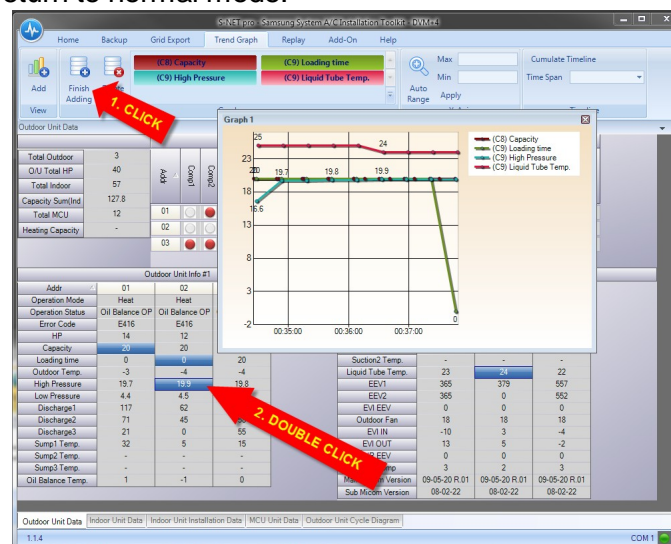 return to normal mode.
S-NET pro - Samsung System A/C Installation Toolkit - DVM+4
Home Backup Grid Export Trend Graph Replay Add-On Help
(C8) Capacity (C9) Loading time
(C9) High Pressure (C9) Liquid Tube Temp.
Max
Min
Cumulate Timeline
Time Span
Add
Finish Adding
Auto Range
Apply
View
1. CLICK
Outdoor Unit Data
Total Outdoor 3
O/U Total HP 40
Total Indoor 57
Capacity Sum(Ind 127.8
Total MCU 12
Heating Capacity -
Addr Comp1 Comp2
01
02
03
Graph 1
(C8) Capacity
(C9) Loading time
(C9) High Pressure
(C9) Liquid Tube Temp.
25
24
23
20 19.7 19.8 19.9
18
16.6
13
8
3
0
-2
00:35:00 00:36:00 00:37:00
Outdoor Unit Info #1
Addr 01 02
Operation Mode Heat Heat
Operation Status Oil Balance OP Oil Balance OP
Error Code E416 E416
HP 14 12
Capacity 20 20
Loading time 0 0 20
Outdoor Temp. -3 -4 -4
High Pressure 19.7 19.9 19.8
Low Pressure 4.4 4.5
Discharge1 117 62
Discharge2 71 45
Discharge3 21 0 55
Sump1 Temp. 32 5 15
Sump2 Temp. - - -
Sump3 Temp. - - -
Oil Balance Temp. 1 -1 0
Suction2 Temp. - - -
Liquid Tube Temp. 23 24 22
EEV1 365 379 557
EEV2 365 0 552
EVI EEV 0 0 0
Outdoor Fan 18 18 18
EVI IN -10 3 -4
EVI OUT 13 5 -2
EEV 0 0 0
3 2 3
Version 09-05-20 R.01 09-05-20 R.01 09-05-20 R.01
Sub Micom Version 08-02-22 08-02-22 08-02-22
2. DOUBLE CLICK
Outdoor Unit Data Indoor Unit Data Indoor Unit Installation Data MCU Unit Data Outdoor Unit Cycle Diagram
1.1.4 COM 1